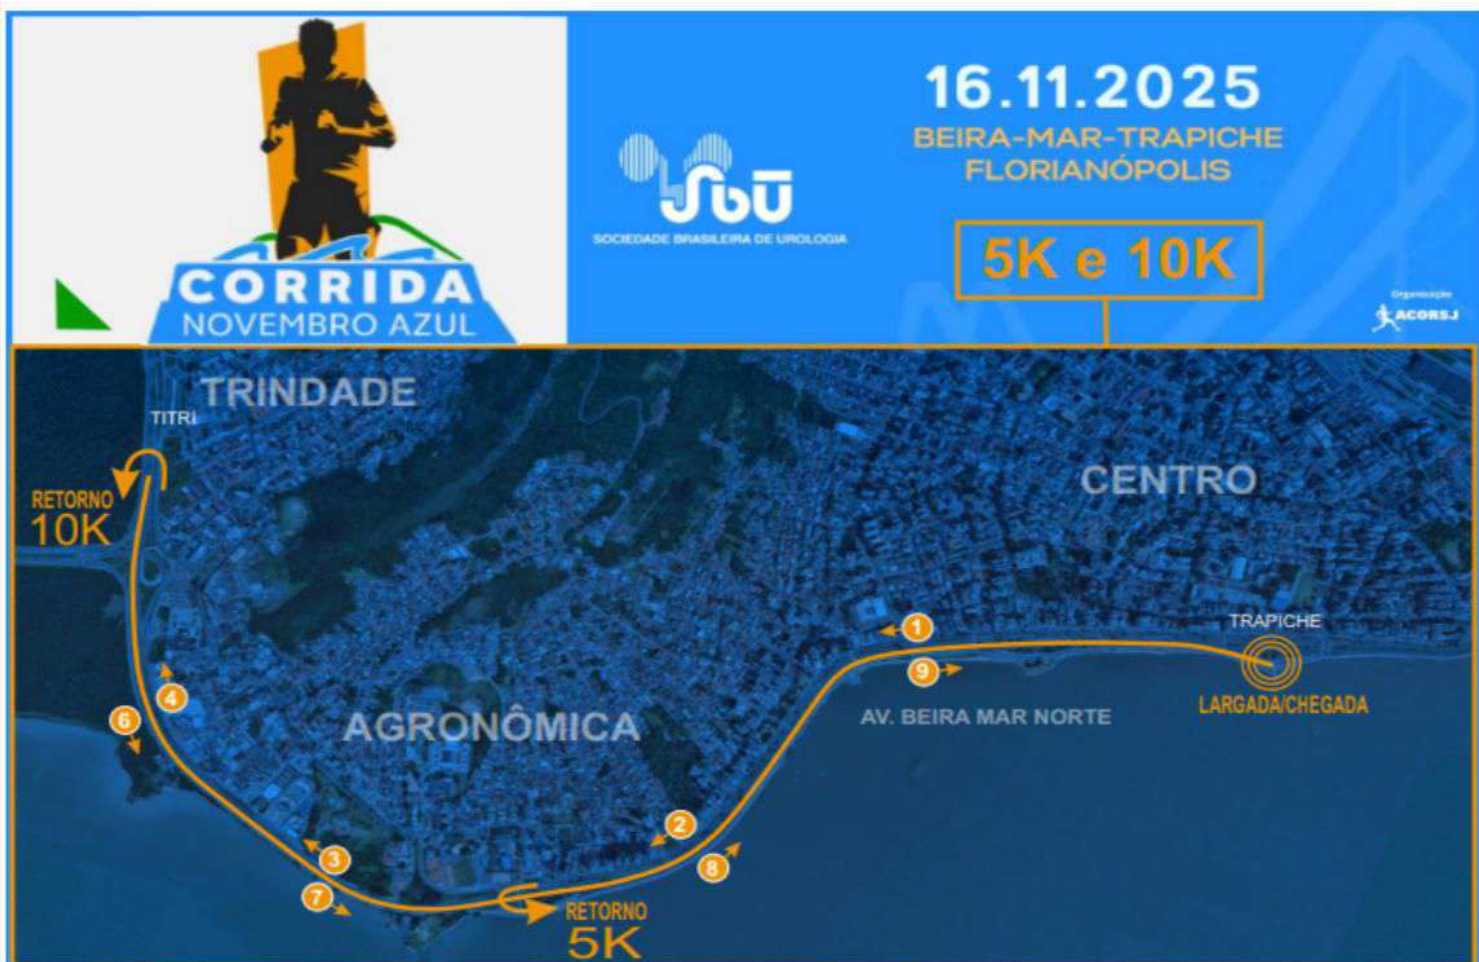 CORRIDA
NOVEMBRO AZUL
Sbu
SOCIEDADE BRASILEIRA DE UROLOGIA
16.11.2025
BEIRA-MAR-TRAPICHE
FLORIANÓPOLIS
5K e 10K
Organização
ACORSJ
TRINDADE
TITRI
RETORNO
10K
CENTRO
1
TRAPICHE
9
LARGADA/CHEGADA
4
6
AGRONÔMICA
AV. BEIRA MAR NORTE
2
3
8
7
RETORNO
5K